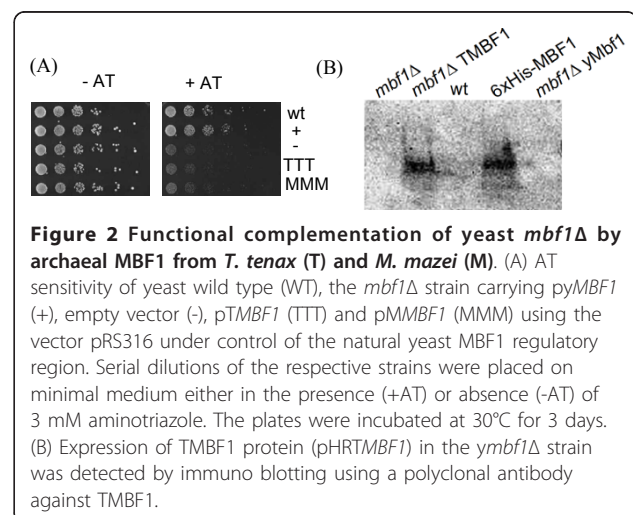 (A)
- AT + AT
wt
+
-
TTT
MMM
(B)
mbf1Δ
mbf1Δ TMBF1
wt
6xHis-MBF1
mbf1Δ yMbf1
Figure 2 Functional complementation of yeast mbf1Δ by
archaeal MBF1 from T. tenax (T) and M. mazei (M). (A) AT
sensitivity of yeast wild type (WT), the mbf1Δ strain carrying pyMBF1
(+), empty vector (-), pTMBF1 (TTT) and pMMBF1 (MMM) using the
vector pRS316 under control of the natural yeast MBF1 regulatory
region. Serial dilutions of the respective strains were placed on
minimal medium either in the presence (+AT) or absence (-AT) of
3 mM aminotriazole. The plates were incubated at 30°C for 3 days.
(B) Expression of TMBF1 protein (pHRTMBF1) in the ymbf1Δ strain
was detected by immuno blotting using a polyclonal antibody
against TMBF1.